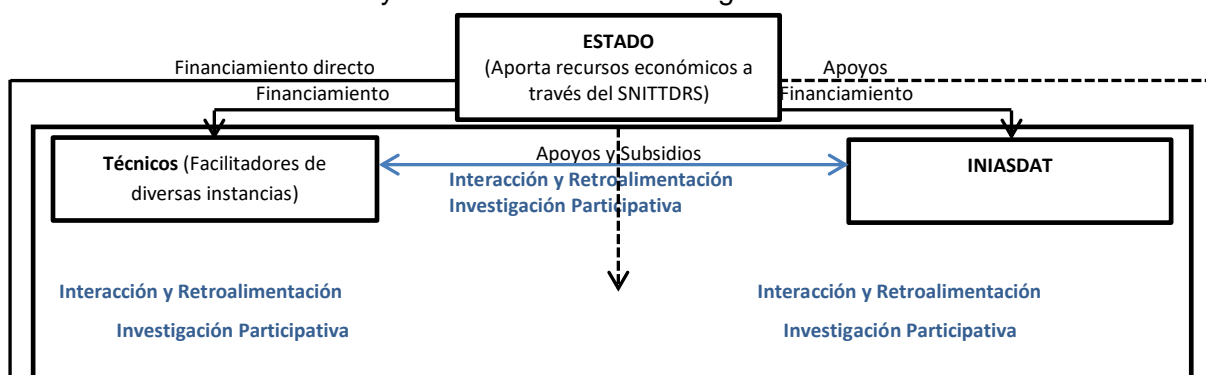 ESTADO
(Aporta recursos económicos a
través del SNITTDRS)
Financiamiento directo
Apoyos
Financiamiento
Financiamiento
Técnicos (Facilitadores de
diversas instancias)
Apoyos y Subsidios
Interacción y Retroalimentación
Investigación Participativa
INIASDAT
Interacción y Retroalimentación
Investigación Participativa
Interacción y Retroalimentación
Investigación Participativa